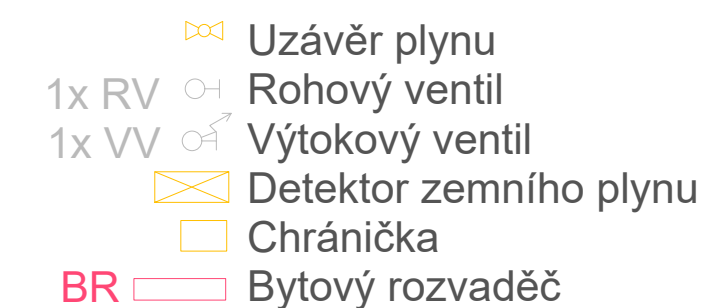 Uzávěr plynu
1x RV Rohový ventil
1x VV Výtokový ventil
Detektor zemního plynu
Chránička
BR Bytový rozvaděč